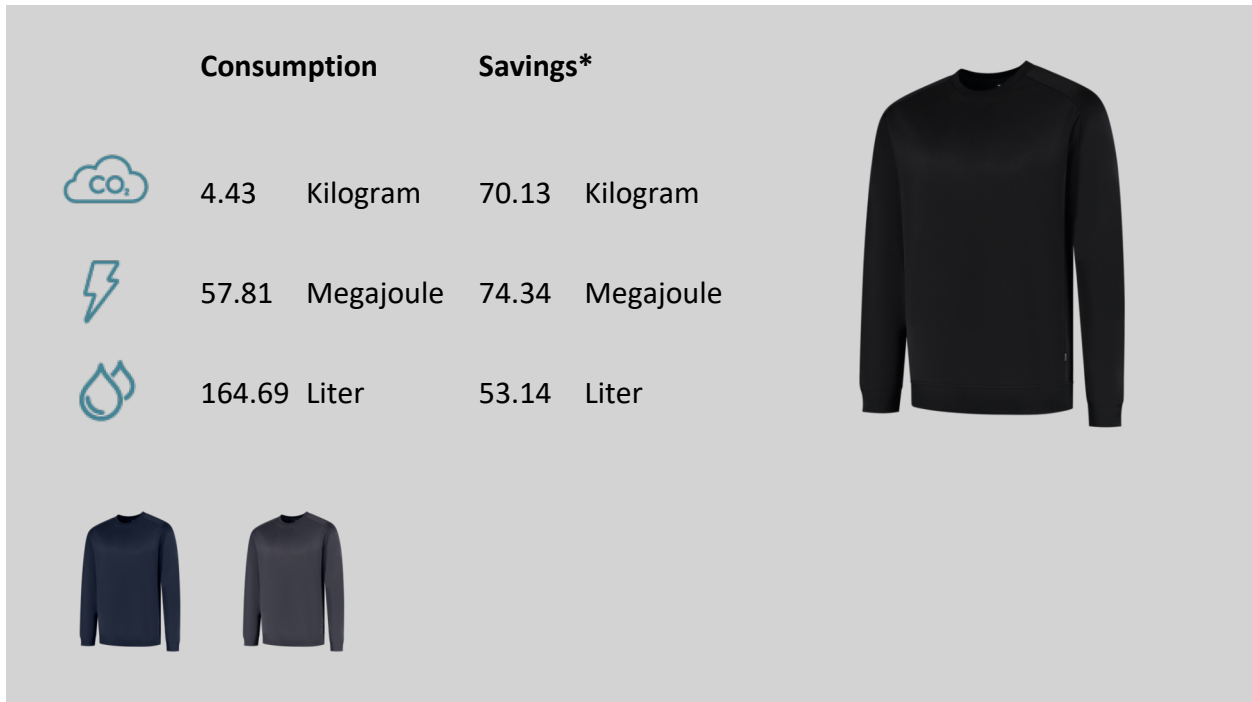 Consumption Savings*
CO₂ 4.43 Kilogram 70.13 Kilogram
57.81 Megajoule 74.34 Megajoule
164.69 Liter 53.14 Liter